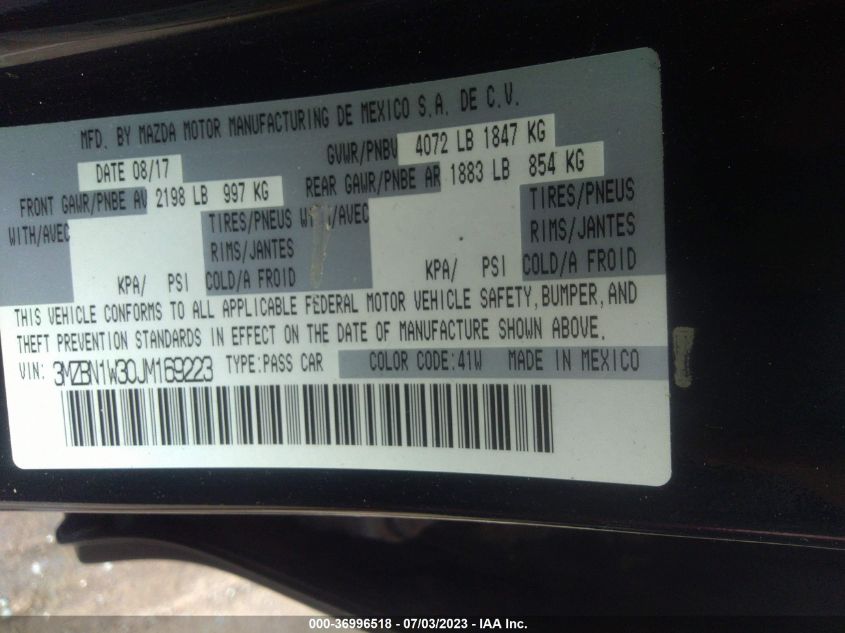 MFD. BY MAZDA MOTOR MANUFACTURING DE MEXICO S.A. DE C.V.
DATE 08/17 GVWR/PNBV 4072 LB 1847 KG
FRONT GAWR/PNBE AV 2198 LB 997 KG REAR GAWR/PNBE AR 1883 LB 854 KG
WITH/AVEC TIRES/PNEUS WITH/AVEC TIRES/PNEUS
RIMS/JANTES RIMS/JANTES
KPA/ PSI COLD/A FROID KPA/ PSI COLD/A FROID
THIS VEHICLE CONFORMS TO ALL APPLICABLE FEDERAL MOTOR VEHICLE SAFETY, BUMPER, AND
THEFT PREVENTION STANDARDS IN EFFECT ON THE DATE OF MANUFACTURE SHOWN ABOVE.
VIN: 3MZBN1W30JM169223 TYPE:PASS CAR COLOR CODE:41W MADE IN MEXICO
000-36996518 - 07/03/2023 - IAA Inc.